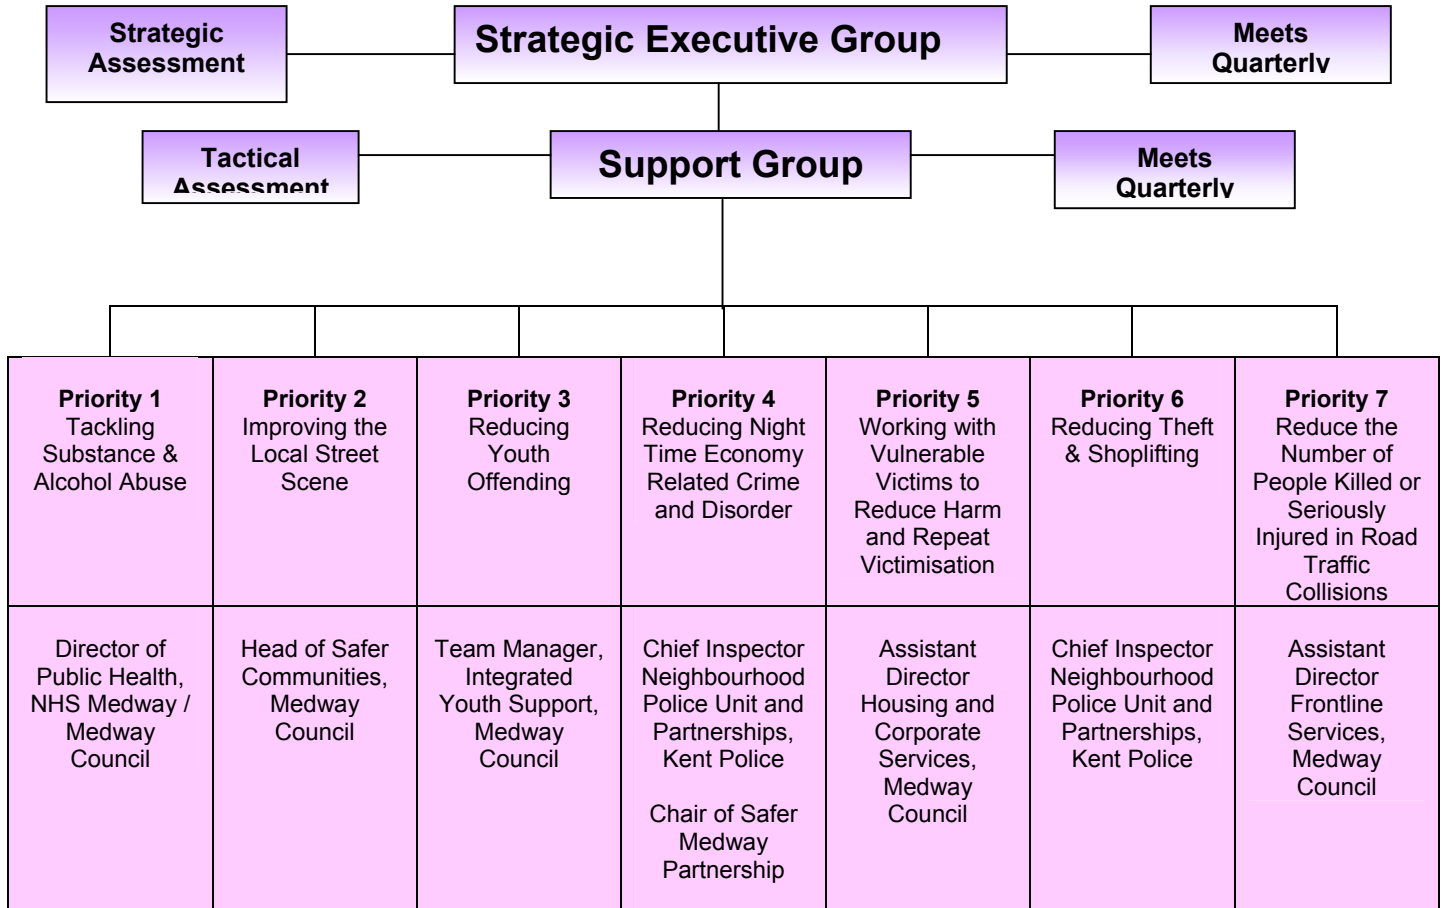 Strategic
Assessment
Strategic Executive Group
Meets
Quarterly
Tactical
Assessment
Support Group
Meets
Quarterly
Priority 1
Tackling
Substance &
Alcohol Abuse
Priority 2
Improving the
Local Street
Scene
Priority 3
Reducing
Youth
Offending
Priority 4
Reducing Night
Time Economy
Related Crime
and Disorder
Priority 5
Working with
Vulnerable
Victims to
Reduce Harm
and Repeat
Victimisation
Priority 6
Reducing Theft
& Shoplifting
Priority 7
Reduce the
Number of
People Killed or
Seriously
Injured in Road
Traffic
Collisions
Director of
Public Health,
NHS Medway /
Medway
Council
Head of Safer
Communities,
Medway
Council
Team Manager,
Integrated
Youth Support,
Medway
Council
Chief Inspector
Neighbourhood
Police Unit and
Partnerships,
Kent Police
Chair of Safer
Medway
Partnership
Assistant
Director
Housing and
Corporate
Services,
Medway
Council
Chief Inspector
Neighbourhood
Police Unit and
Partnerships,
Kent Police
Assistant
Director
Frontline
Services,
Medway
Council